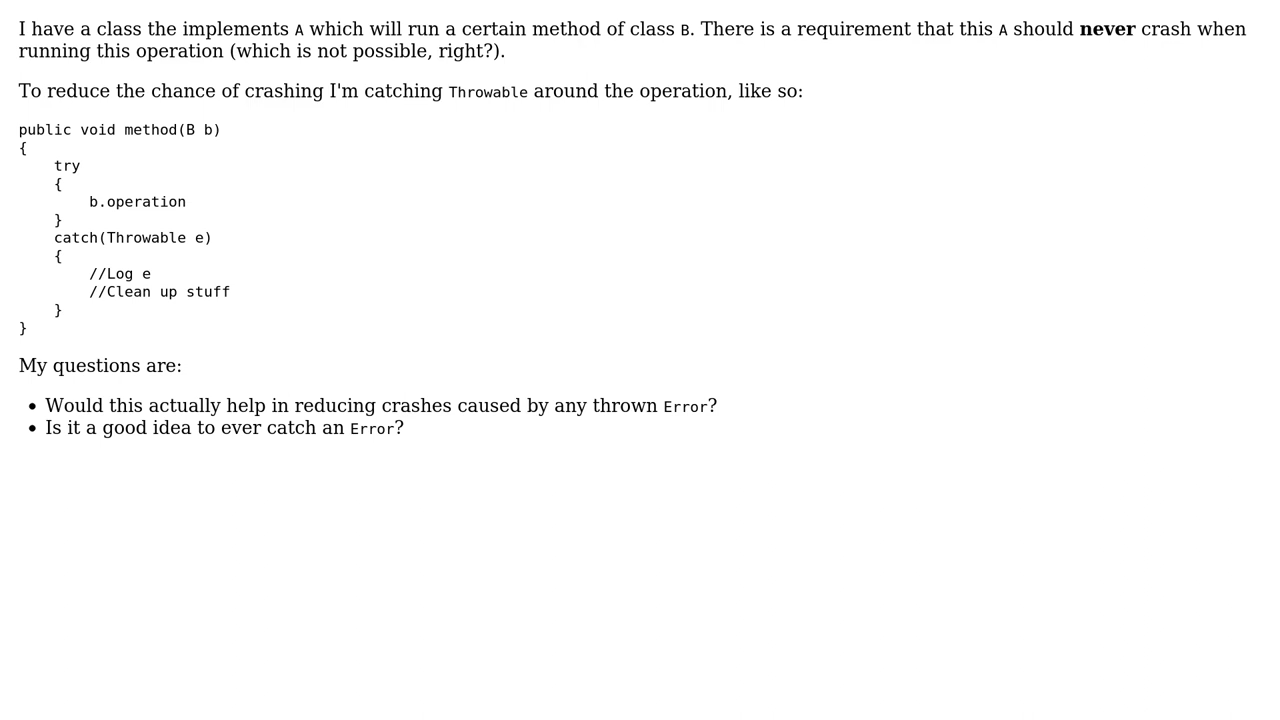 I have a class the implements A which will run a certain method of class B. There is a requirement that this A should never crash when
running this operation (which is not possible, right?).
To reduce the chance of crashing I'm catching Throwable around the operation, like so:
public void method(B b)
{
    try
    {
        b.operation
    }
    catch(Throwable e)
    {
        //Log e
        //Clean up stuff
    }
}
My questions are:
• Would this actually help in reducing crashes caused by any thrown Error?
• Is it a good idea to ever catch an Error?